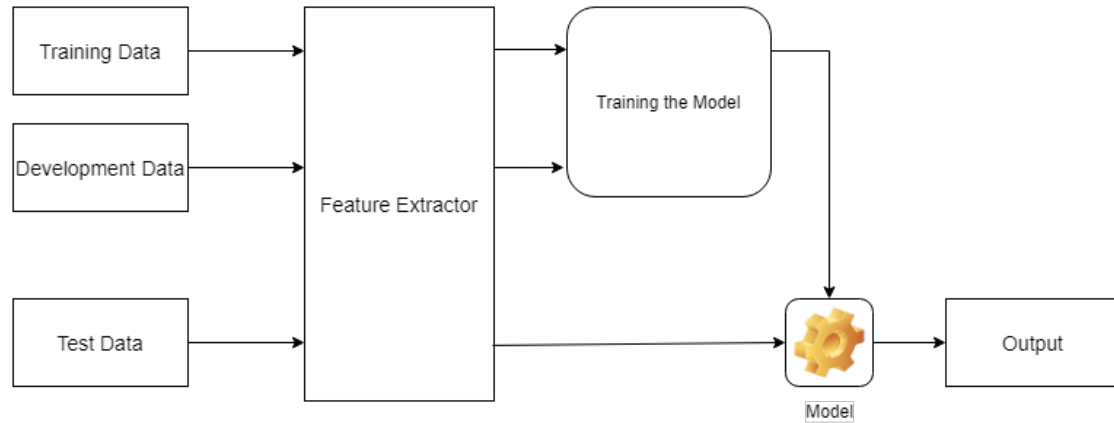 Training Data
Training the Model
Development Data
Feature Extractor
Test Data
Output
Model